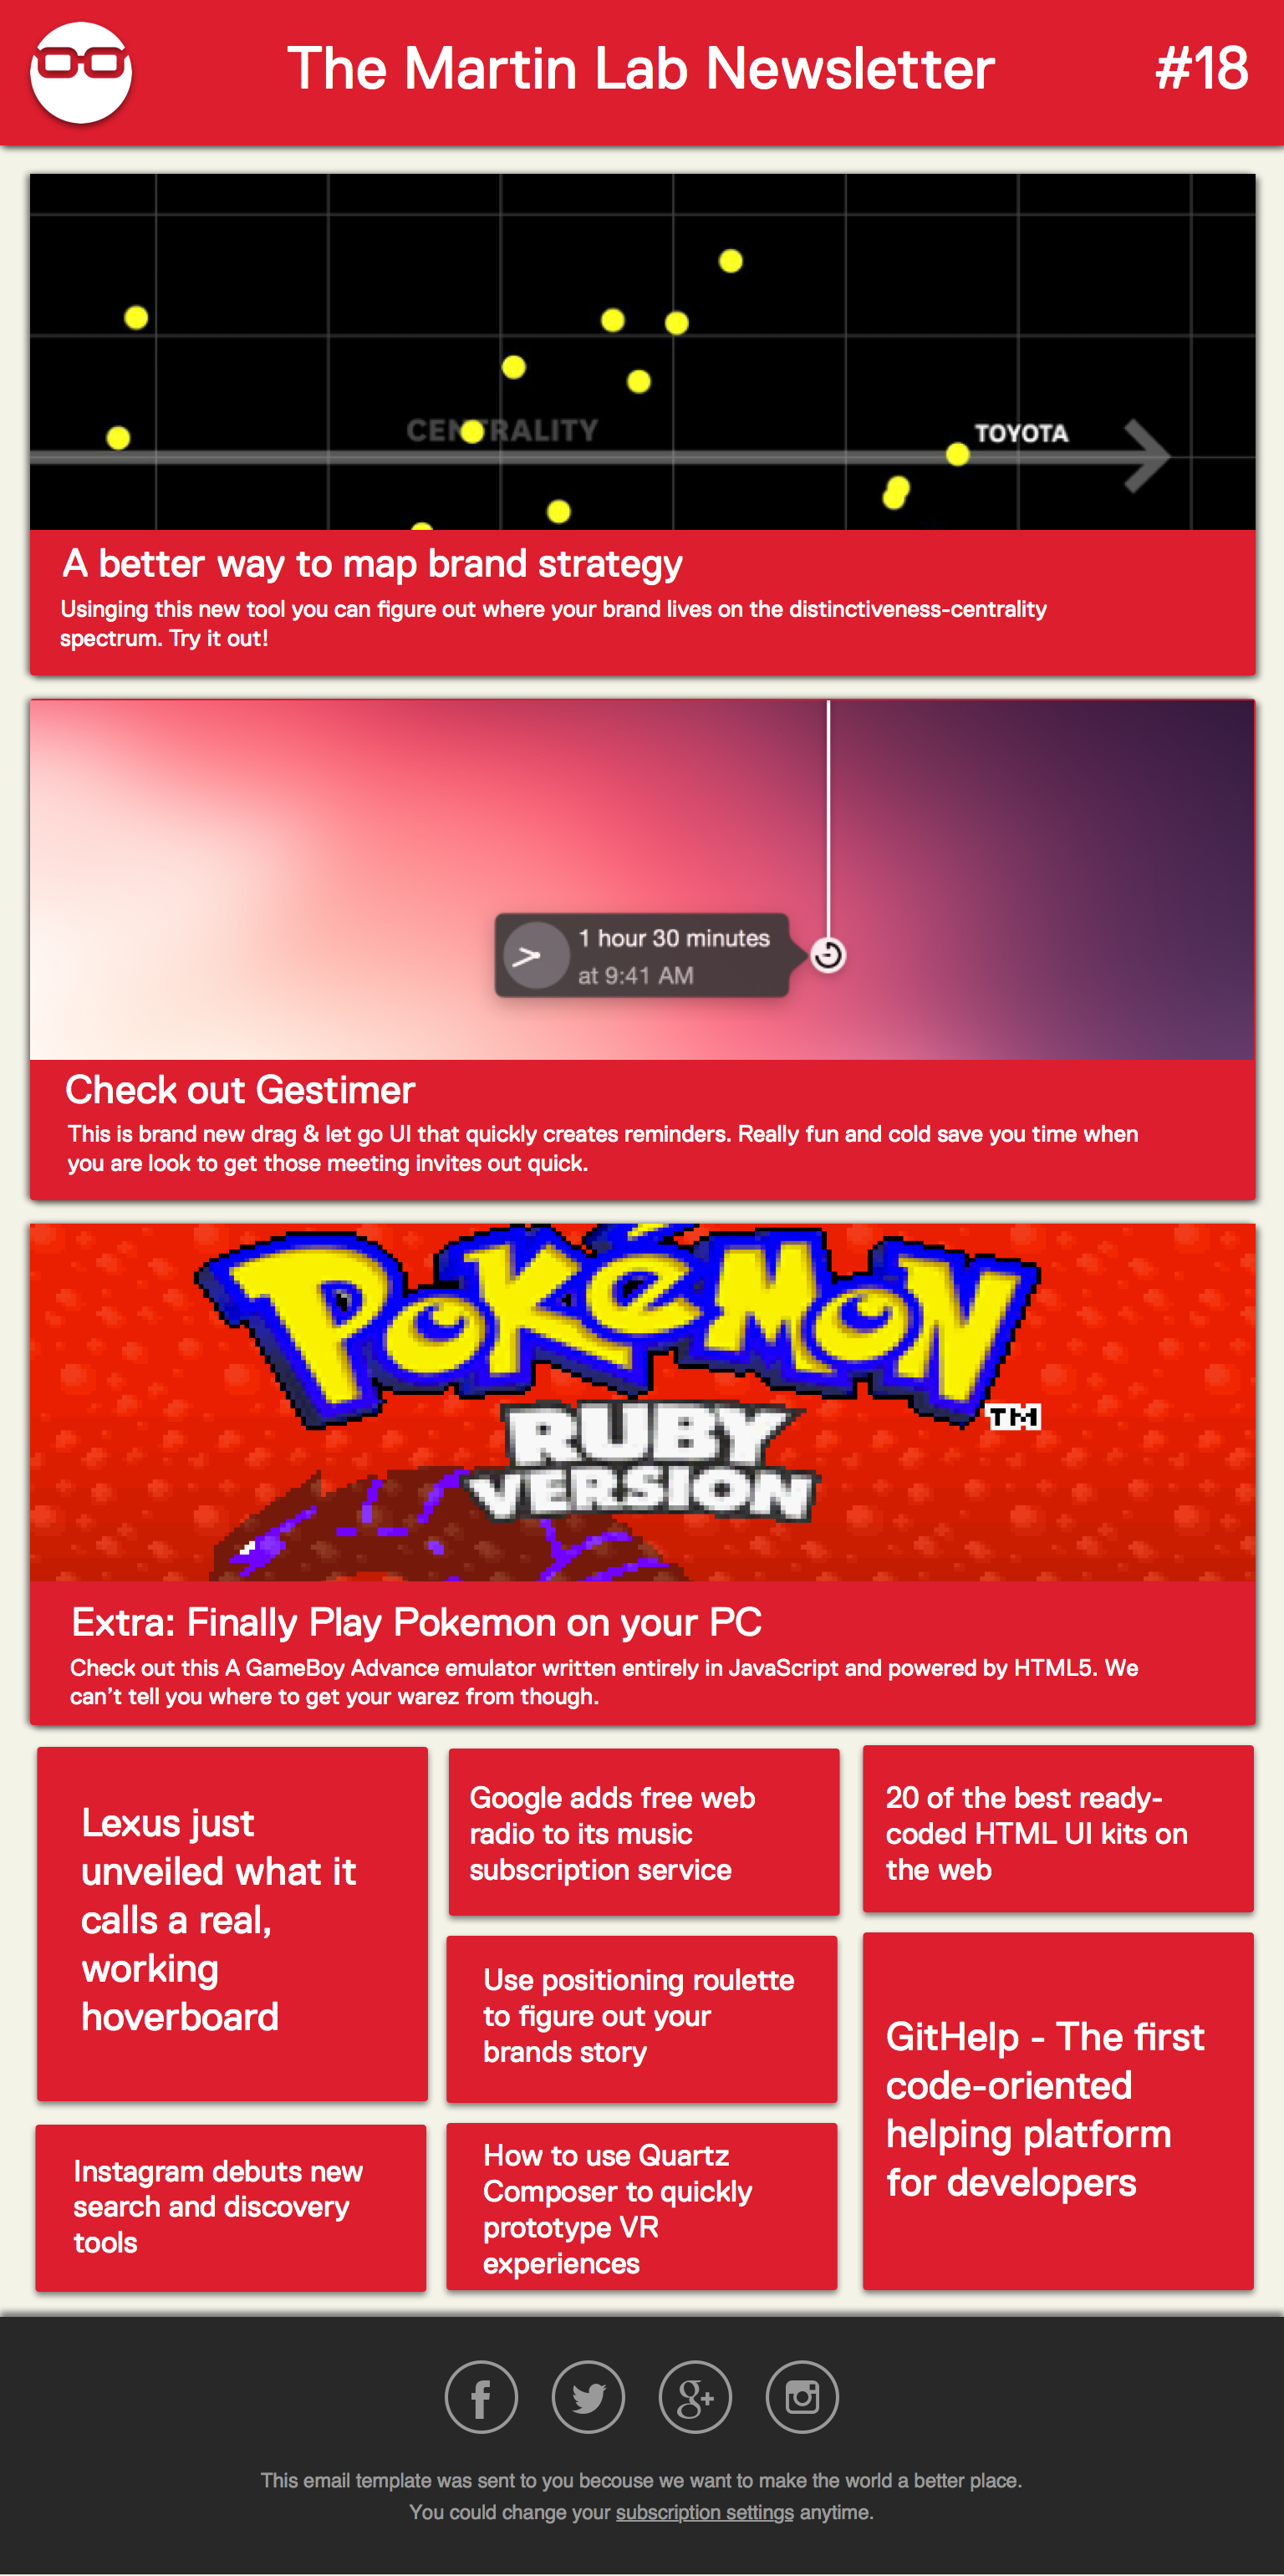 The Martin Lab Newsletter
#18
CENTRALITY
TOYOTA
A better way to map brand strategy
Usinging this new tool you can figure out where your brand lives on the distinctiveness-centrality
spectrum. Try it out!
1 hour 30 minutes
at 9:41 AM
Check out Gestimer
This is brand new drag & let go UI that quickly creates reminders. Really fun and cold save you time when
you are look to get those meeting invites out quick.
POKéMON
TM
RUBY
VERSION
Extra: Finally Play Pokemon on your PC
Check out this A GameBoy Advance emulator written entirely in JavaScript and powered by HTML5. We
can't tell you where to get your warez from though.
Lexus just
unveiled what it
calls a real,
working
hoverboard
Google adds free web
radio to its music
subscription service
20 of the best ready-
coded HTML UI kits on
the web
Use positioning roulette
to figure out your
brands story
GitHelp - The first
code-oriented
helping platform
for developers
Instagram debuts new
search and discovery
tools
How to use Quartz
Composer to quickly
prototype VR
experiences
This email template was sent to you becouse we want to make the world a better place.
You could change your subscription settings anytime.